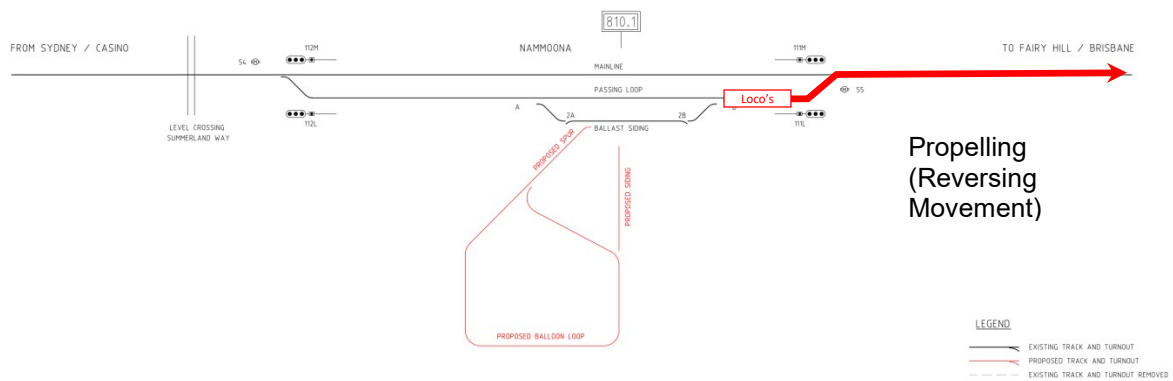 810.1
FROM SYDNEY / CASINO
112M
NAMMOONA
111M
TO FAIRY HILL / BRISBANE
54
MAINLINE
PASSING LOOP
Loco's
55
A
2A
2B
LEVEL CROSSING
SUMMERLAND WAY
112L
BALLAST SIDING
111L
PROPOSED SPUR
PROPOSED SIDING
Propelling
(Reversing
Movement)
PROPOSED BALLOON LOOP
LEGEND
EXISTING TRACK AND TURNOUT
PROPOSED TRACK AND TURNOUT
EXISTING TRACK AND TURNOUT REMOVED